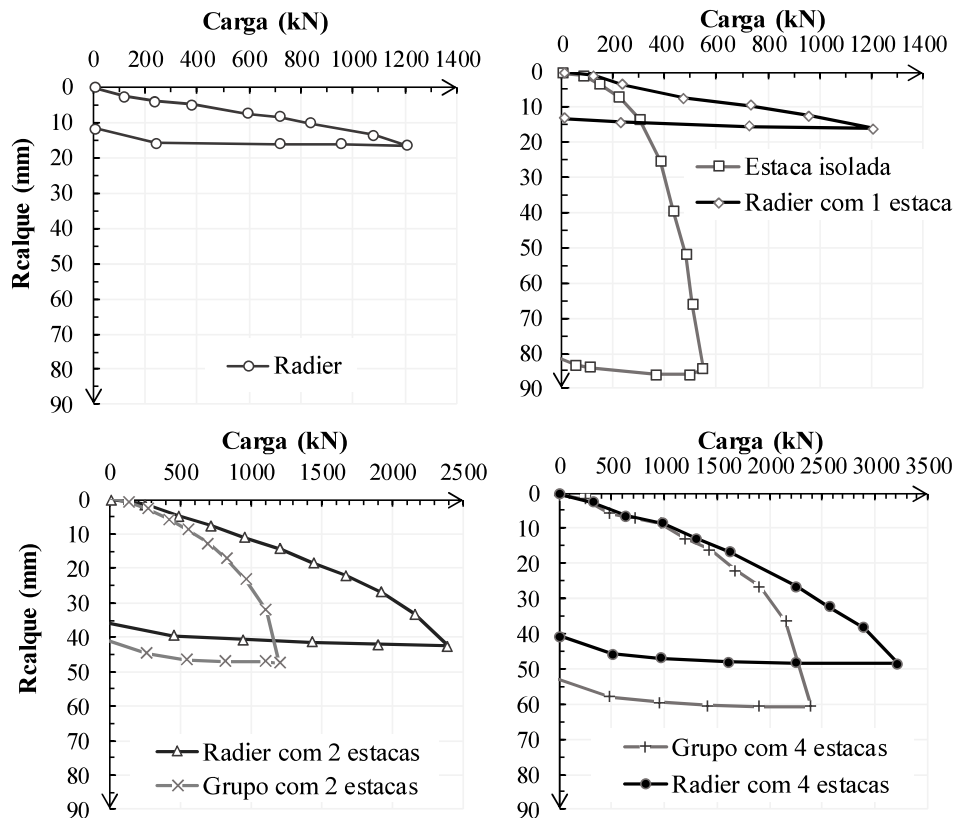 Carga (kN)
0 200 400 600 800 1000 1200 1400
0
10
20
30
40
50
60
70
80
90
Rcalque (mm)
Radier
Carga (kN)
0 200 400 600 800 1000 1200 1400
0
10
20
30
40
50
60
70
80
90
Estaca isolada
Radier com 1 estaca
Carga (kN)
0 500 1000 1500 2000 2500
0
10
20
30
40
50
60
70
80
90
Rcalque (mm)
Radier com 2 estacas
Grupo com 2 estacas
Carga (kN)
0 500 1000 1500 2000 2500 3000 3500
0
10
20
30
40
50
60
70
80
90
Grupo com 4 estacas
Radier com 4 estacas